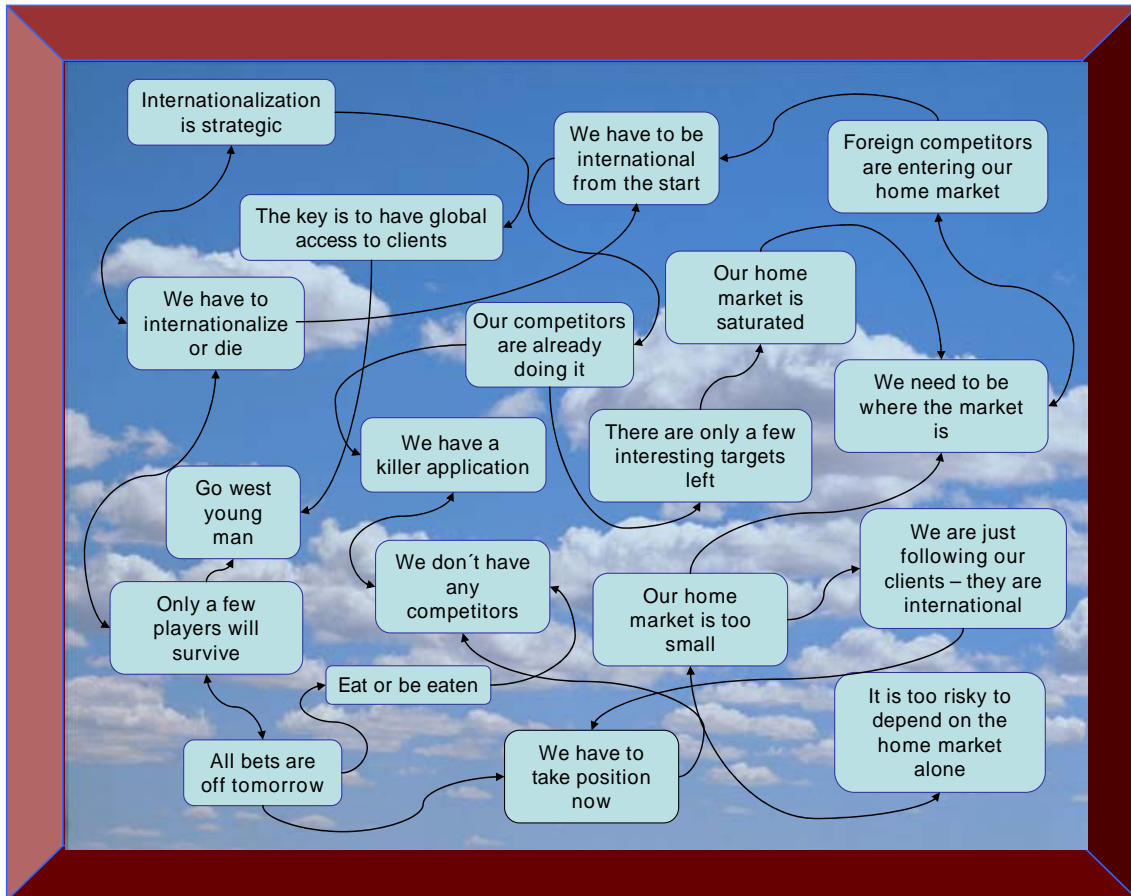 Internationalization
is strategic
We have to be
international
from the start
Foreign competitors
are entering our
home market
The key is to have global
access to clients
We have to
internationalize
or die
Our competitors
are already
doing it
Our home
market is
saturated
We need to be
where the market
is
We have a
killer application
There are only a few
interesting targets
left
Go west
young
man
We don´t have
any
competitors
Our home
market is too
small
We are just
following our
clients – they are
international
Only a few
players will
survive
Eat or be eaten
It is too risky to
depend on the
home market
alone
All bets are
off tomorrow
We have to
take position
now